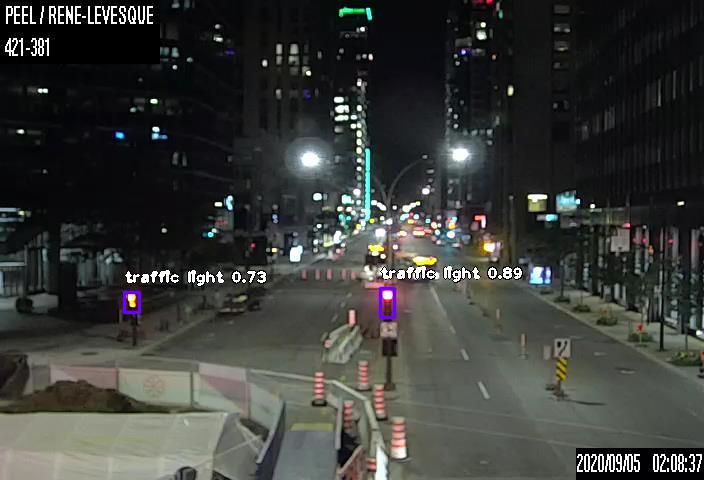 PEEL / RENE-LEVESQUE
421-381
traffic light 0.73
traffic light 0.89
2020/09/05 02:08:37